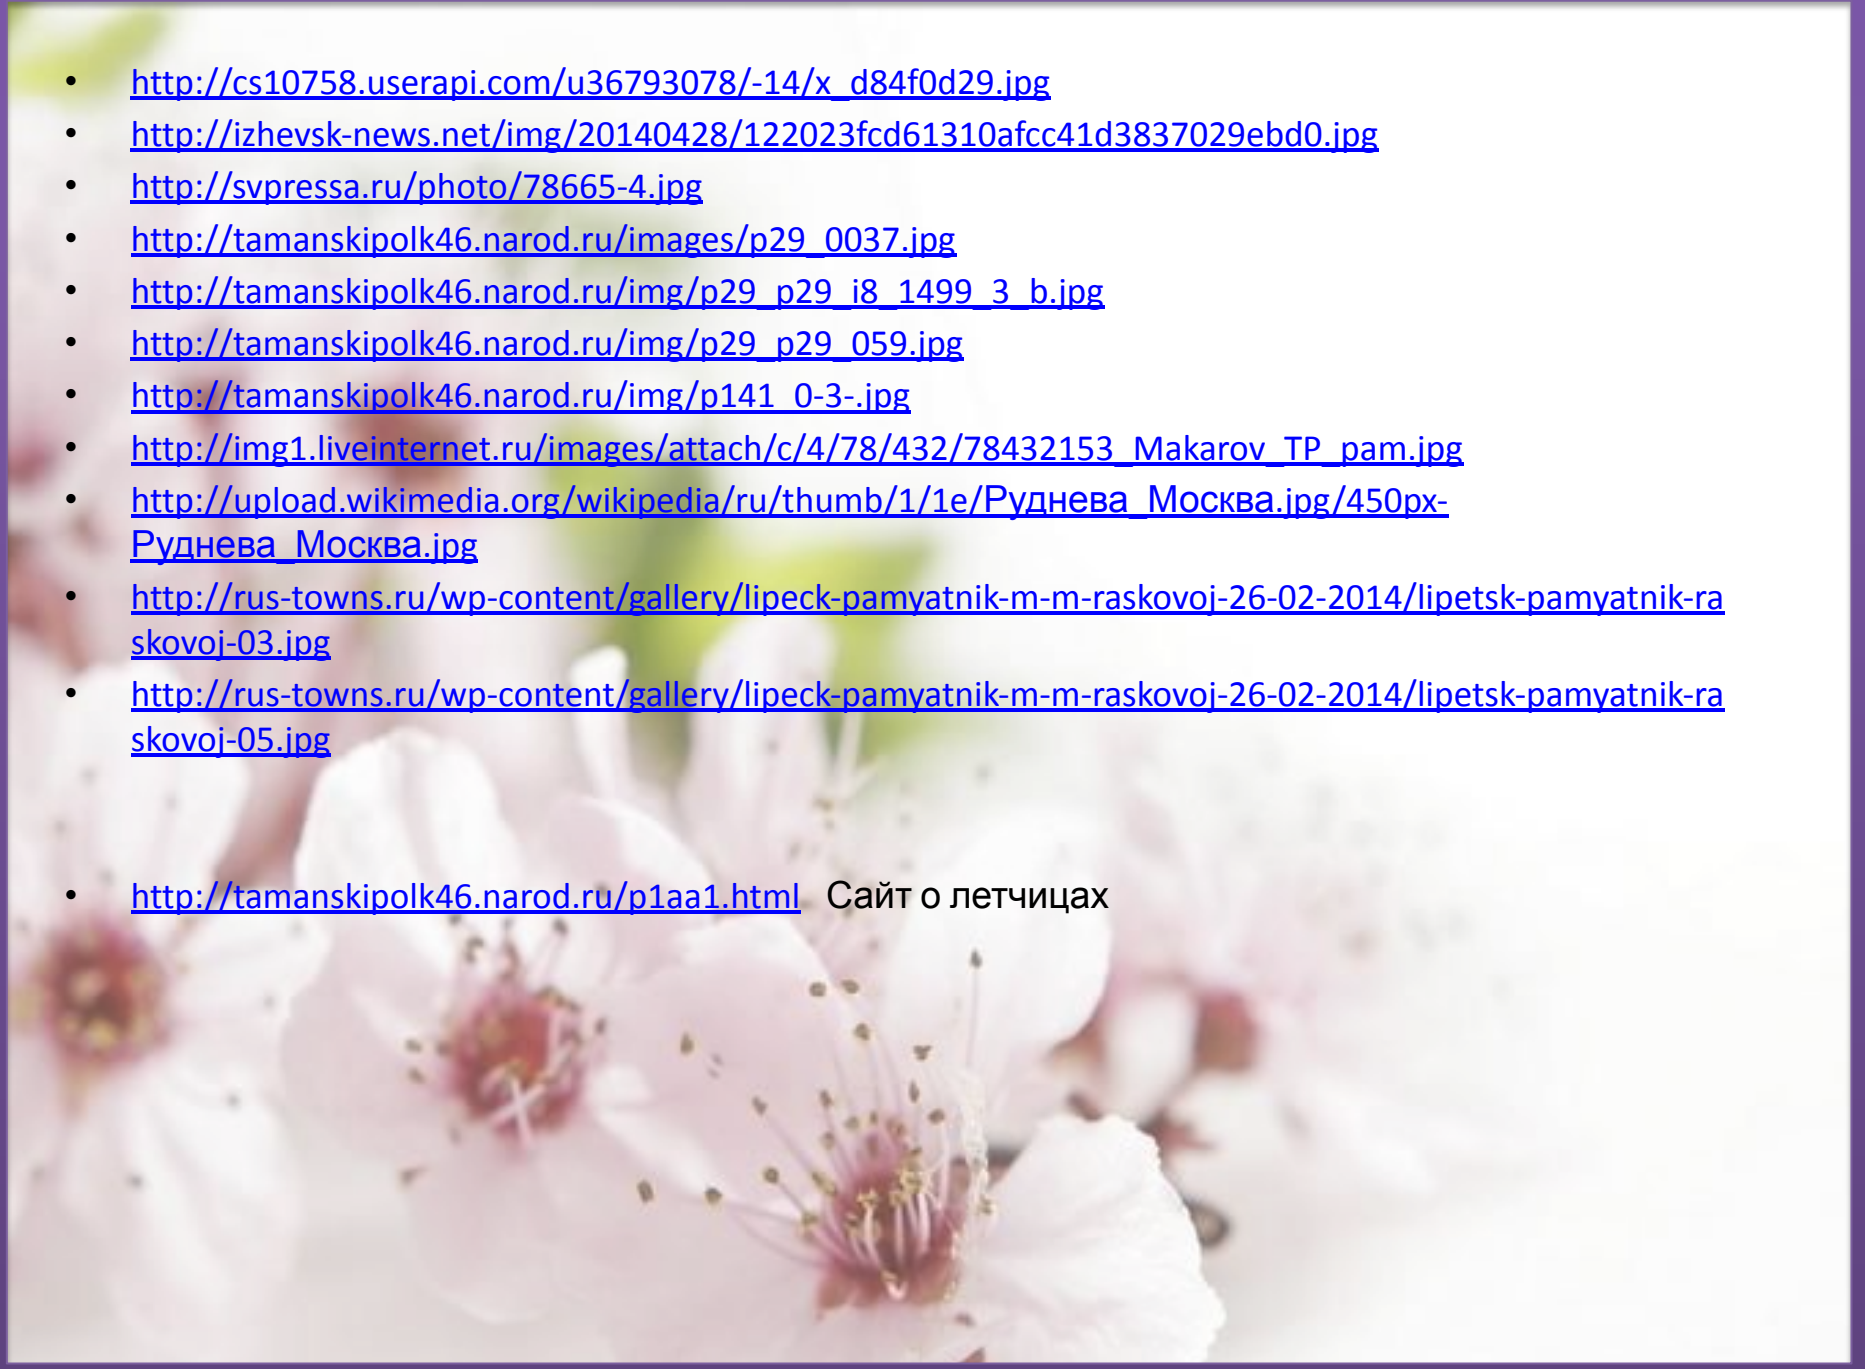 • http://cs10758.userapi.com/u36793078/-14/x_d84f0d29.jpg
• http://izhevsk-news.net/img/20140428/122023fcd61310afcc41d3837029ebd0.jpg
• http://svpressa.ru/photo/78665-4.jpg
• http://tamanskipolk46.narod.ru/images/p29_0037.jpg
• http://tamanskipolk46.narod.ru/img/p29_p29_i8_1499_3_b.jpg
• http://tamanskipolk46.narod.ru/img/p29_p29_059.jpg
• http://tamanskipolk46.narod.ru/img/p141_0-3-.jpg
• http://img1.liveinternet.ru/images/attach/c/4/78/432/78432153_Makarov_TP_pam.jpg
• http://upload.wikimedia.org/wikipedia/ru/thumb/1/1e/Руднева_Москва.jpg/450px-
Руднева_Москва.jpg
• http://rus-towns.ru/wp-content/gallery/lipeck-pamyatnik-m-m-raskovoj-26-02-2014/lipetsk-pamyatnik-ra
skovoj-03.jpg
• http://rus-towns.ru/wp-content/gallery/lipeck-pamyatnik-m-m-raskovoj-26-02-2014/lipetsk-pamyatnik-ra
skovoj-05.jpg
• http://tamanskipolk46.narod.ru/p1aa1.html Сайт о летчицах